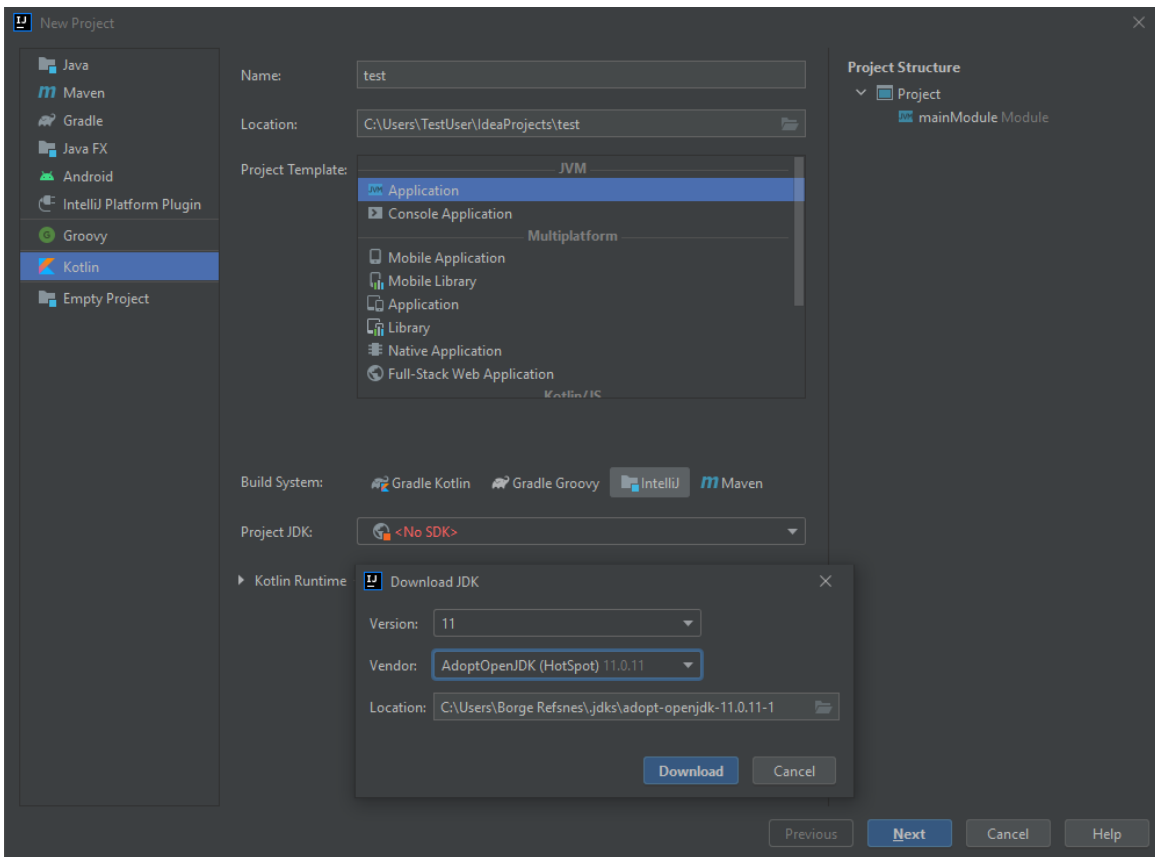 New Project
Java
Maven
Gradle
Java FX
Android
IntelliJ Platform Plugin
Groovy
Kotlin
Empty Project
Name: test
Location: C:\Users\TestUser\IdeaProjects\test
Project Template:
JVM
Application
Console Application
Multiplatform
Mobile Application
Mobile Library
Application
Library
Native Application
Full-Stack Web Application
Kotlin/JS
Build System: Gradle Kotlin Gradle Groovy IntelliJ Maven
Project JDK: <No SDK>
Kotlin Runtime
Download JDK
Version: 11
Vendor: AdoptOpenJDK (HotSpot) 11.0.11
Location: C:\Users\Borge Refsnes\.jdks\adopt-openjdk-11.0.11-1
Download Cancel
Project Structure
Project
mainModule Module
Previous Next Cancel Help